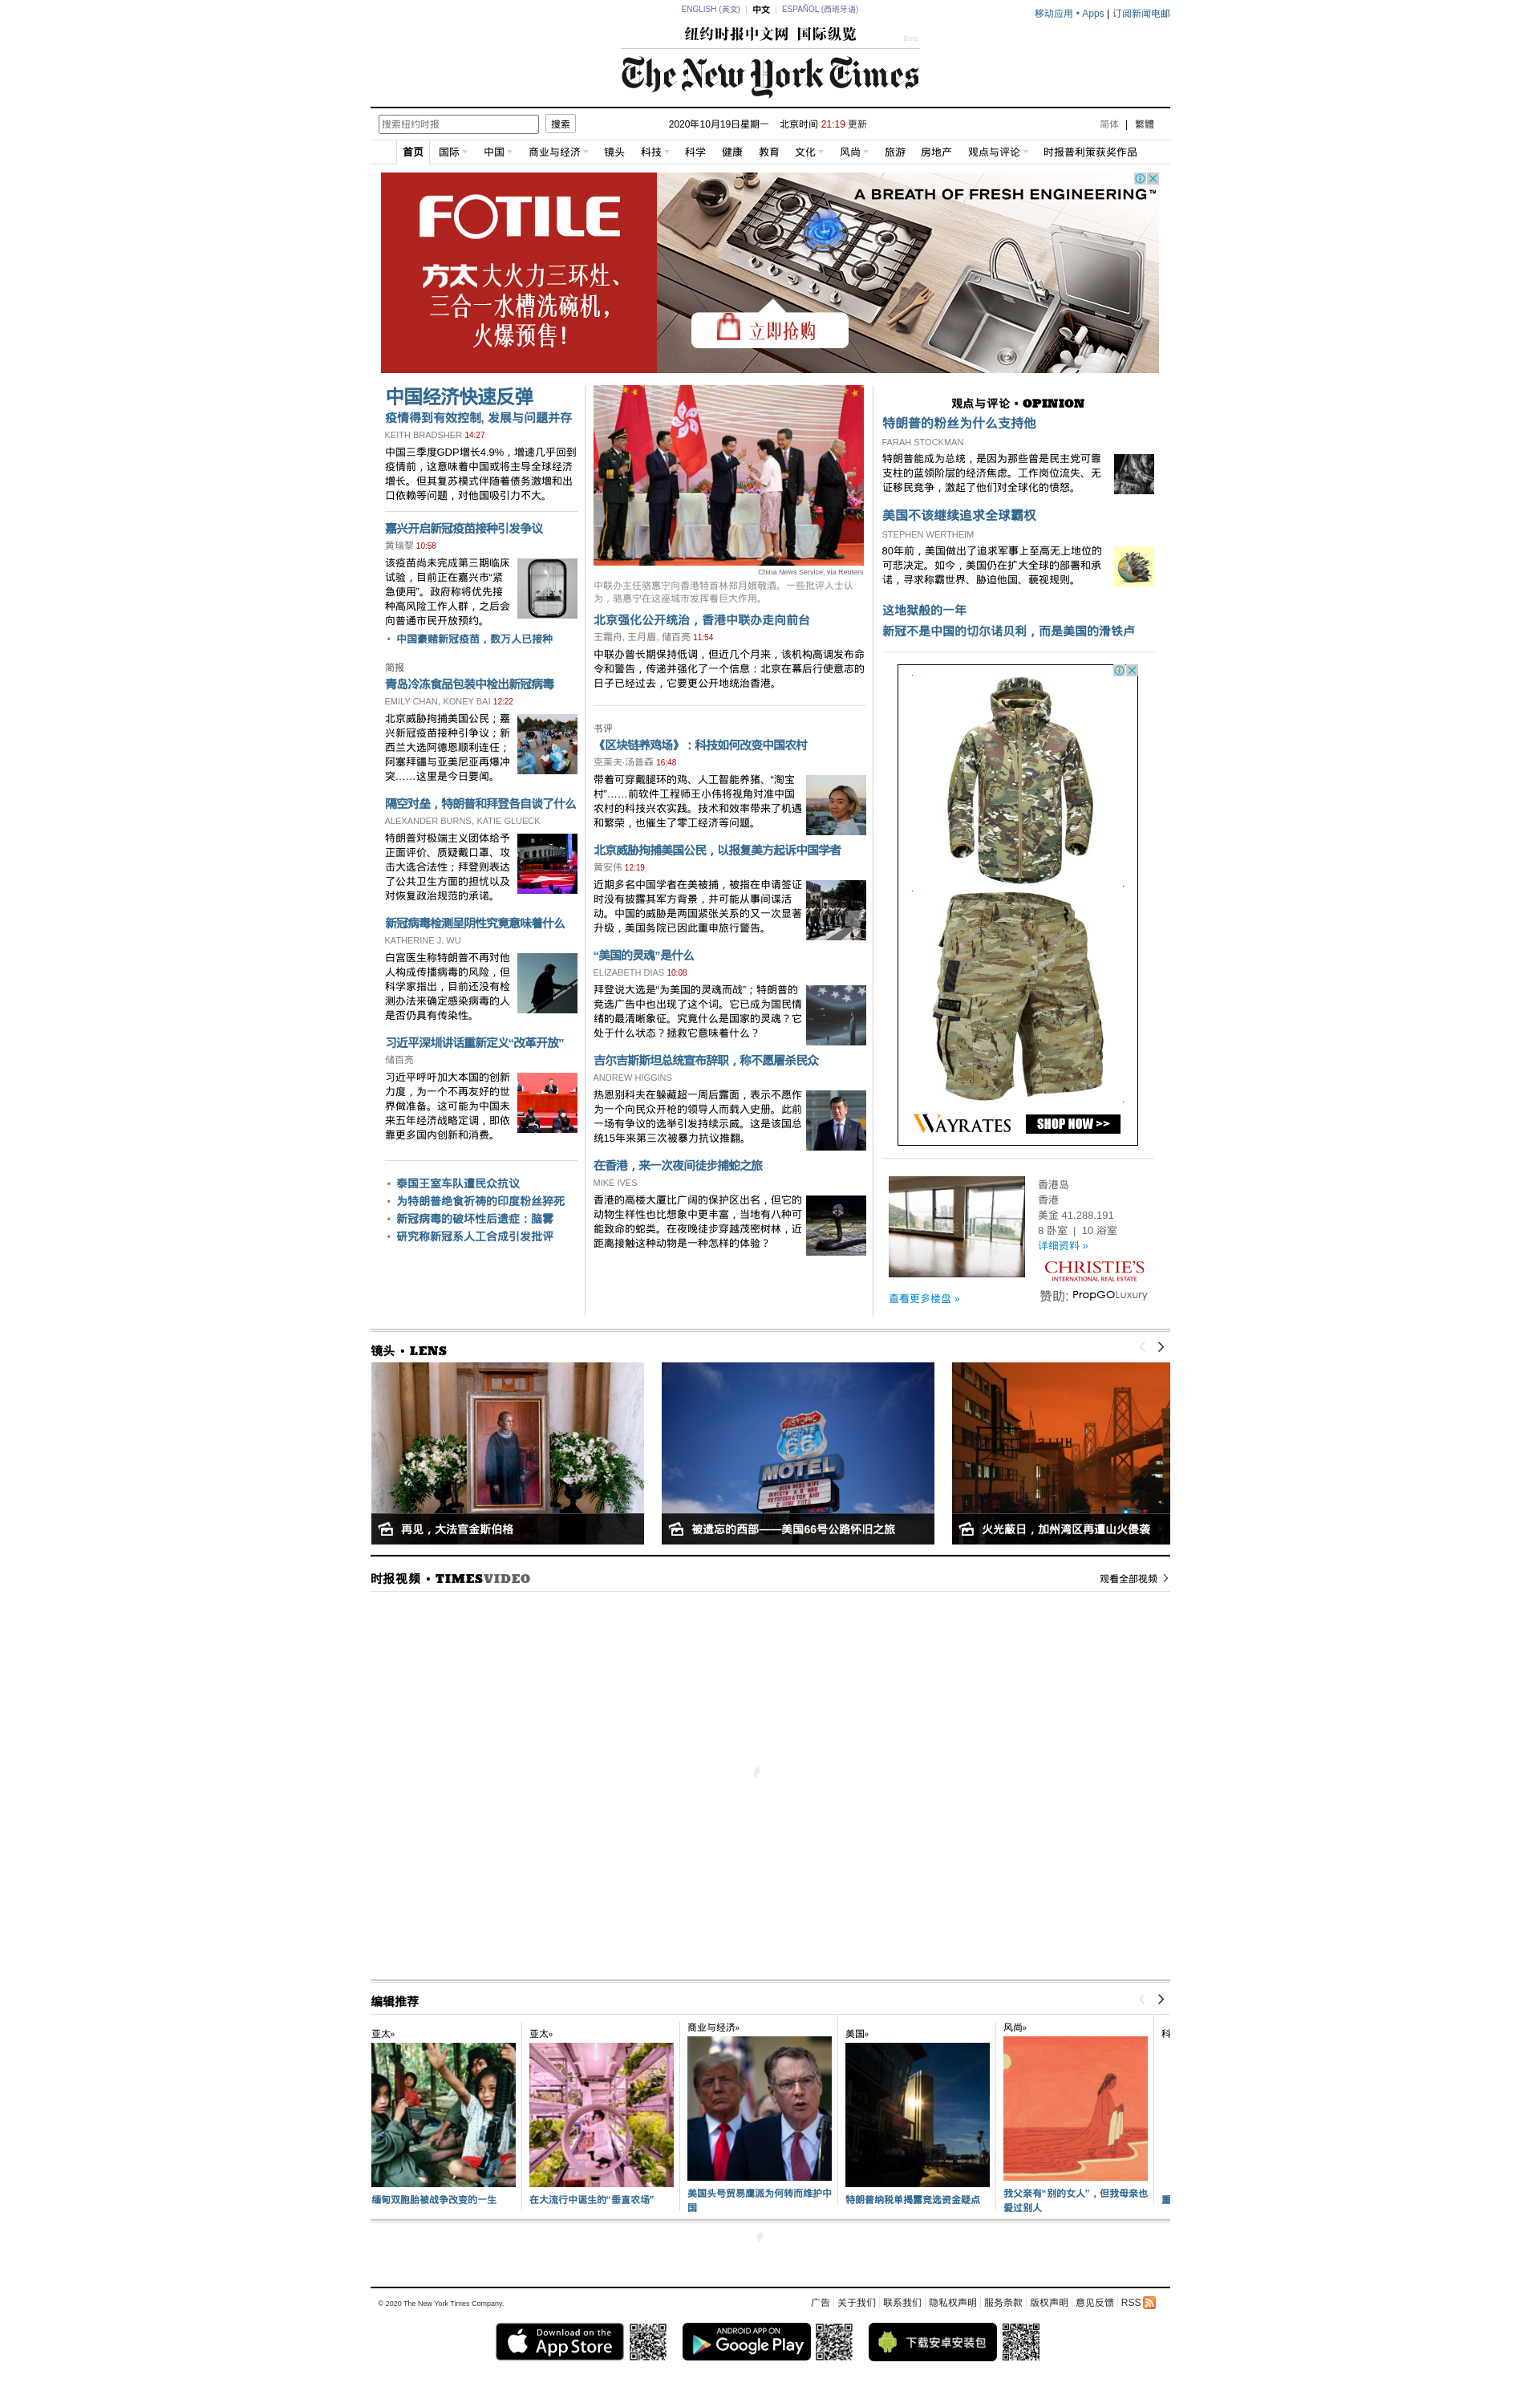 ENGLISH (英文) | 中文 | ESPAÑOL (西班牙语)
移动应用 • Apps | 订阅新闻电邮
纽约时报中文网 国际纵览
Beta
The New York Times
搜索纽约时报
搜索
2020年10月19日星期一 北京时间 21:19 更新
简体 | 繁體
首页 国际 中国 商业与经济 镜头 科技 科学 健康 教育 文化 风尚 旅游 房地产 观点与评论 时报普利策获奖作品
FOTILE
方太大火力三环灶、
三合一水槽洗碗机,
火爆预售!
A BREATH OF FRESH ENGINEERING™
立即抢购
中国经济快速反弹
疫情得到有效控制, 发展与问题并存
KEITH BRADSHER 14:27
中国三季度GDP增长4.9%，增速几乎回到
疫情前，这意味着中国或将主导全球经济
增长。但其复苏模式伴随着债务激增和出
口依赖等问题，对他国吸引力不大。
嘉兴开启新冠疫苗接种引发争议
黄瑞黎 10:58
该疫苗尚未完成第三期临床
试验，目前正在嘉兴市“紧
急使用”。政府称将优先接
种高风险工作人群，之后会
向普通市民开放预约。
• 中国豪赌新冠疫苗，数万人已接种
简报
青岛冷冻食品包装中检出新冠病毒
EMILY CHAN, KONEY BAI 12:22
北京威胁拘捕美国公民；嘉
兴新冠疫苗接种引争议；新
西兰大选阿德恩顺利连任；
阿塞拜疆与亚美尼亚再爆冲
突……这里是今日要闻。
隔空对垒，特朗普和拜登各自谈了什么
ALEXANDER BURNS, KATIE GLUECK
特朗普对极端主义团体给予
正面评价、质疑戴口罩、攻
击大选合法性；拜登则表达
了公共卫生方面的担忧以及
对恢复政治规范的承诺。
新冠病毒检测呈阴性究竟意味着什么
KATHERINE J. WU
白宫医生称特朗普不再对他
人构成传播病毒的风险，但
科学家指出，目前还没有检
测办法来确定感染病毒的人
是否仍具有传染性。
习近平深圳讲话重新定义“改革开放”
储百亮
习近平呼吁加大本国的创新
力度，为一个不再友好的世
界做准备。这可能为中国未
来五年经济战略定调，即依
靠更多国内创新和消费。
• 泰国王室车队遭民众抗议
• 为特朗普绝食祈祷的印度粉丝猝死
• 新冠病毒的破坏性后遗症：脑雾
• 研究称新冠系人工合成引发批评
China News Service, via Reuters
中联办主任骆惠宁向香港特首林郑月娥敬酒。一些批评人士认
为，骆惠宁在这座城市发挥着巨大作用。
北京强化公开统治，香港中联办走向前台
王霜舟, 王月眉, 储百亮 11:54
中联办曾长期保持低调，但近几个月来，该机构高调发布命
令和警告，传递并强化了一个信息：北京在幕后行使意志的
日子已经过去，它要更公开地统治香港。
书评
《区块链养鸡场》：科技如何改变中国农村
克莱夫·汤普森 16:48
带着可穿戴腿环的鸡、人工智能养猪、“淘宝
村”……前软件工程师王小伟将视角对准中国
农村的科技兴农实践。技术和效率带来了机遇
和繁荣，也催生了零工经济等问题。
北京威胁拘捕美国公民，以报复美方起诉中国学者
黄安伟 12:19
近期多名中国学者在美被捕，被指在申请签证
时没有披露其军方背景，并可能从事间谍活
动。中国的威胁是两国紧张关系的又一次显著
升级，美国务院已因此重申旅行警告。
“美国的灵魂”是什么
ELIZABETH DIAS 10:08
拜登说大选是“为美国的灵魂而战”；特朗普的
竞选广告中也出现了这个词。它已成为国民情
绪的最清晰象征。究竟什么是国家的灵魂？它
处于什么状态？拯救它意味着什么？
吉尔吉斯斯坦总统宣布辞职，称不愿屠杀民众
ANDREW HIGGINS
热恩别科夫在躲藏超一周后露面，表示不愿作
为一个向民众开枪的领导人而载入史册。此前
一场有争议的选举引发持续示威。这是该国总
统15年来第三次被暴力抗议推翻。
在香港，来一次夜间徒步捕蛇之旅
MIKE IVES
香港的高楼大厦比广阔的保护区出名，但它的
动物生样性也比想象中更丰富，当地有八种可
能致命的蛇类。在夜晚徒步穿越茂密树林，近
距离接触这种动物是一种怎样的体验？
观点与评论 • OPINION
特朗普的粉丝为什么支持他
FARAH STOCKMAN
特朗普能成为总统，是因为那些曾是民主党可靠
支柱的蓝领阶层的经济焦虑。工作岗位流失、无
证移民竞争，激起了他们对全球化的愤怒。
美国不该继续追求全球霸权
STEPHEN WERTHEIM
80年前，美国做出了追求军事上至高无上地位的
可悲决定。如今，美国仍在扩大全球的部署和承
诺，寻求称霸世界、胁迫他国、藐视规则。
这地狱般的一年
新冠不是中国的切尔诺贝利，而是美国的滑铁卢
WAYRATES
SHOP NOW >>
香港岛
香港
美金 41,288,191
8 卧室 | 10 浴室
详细资料 »
CHRISTIE'S
INTERNATIONAL REAL ESTATE
查看更多楼盘 »
赞助: PropGOLuxury
镜头 • LENS
HISTORIC
ROUTE
66
MOTEL
再见，大法官金斯伯格
被遗忘的西部——美国66号公路怀旧之旅
火光蔽日，加州湾区再遭山火侵袭
时报视频 • TIMESVIDEO
观看全部视频
编辑推荐
亚太»
缅甸双胞胎被战争改变的一生
亚太»
在大流行中诞生的“垂直农场”
商业与经济»
美国头号贸易鹰派为何转而维护中
国
美国»
特朗普纳税单揭露竞选资金疑点
风尚»
我父亲有“别的女人”，但我母亲也
爱过别人
科
重
© 2020 The New York Times Company.
广告 | 关于我们 | 联系我们 | 隐私权声明 | 服务条款 | 版权声明 | 意见反馈 | RSS
Download on the
App Store
ANDROID APP ON
Google Play
下载安卓安装包